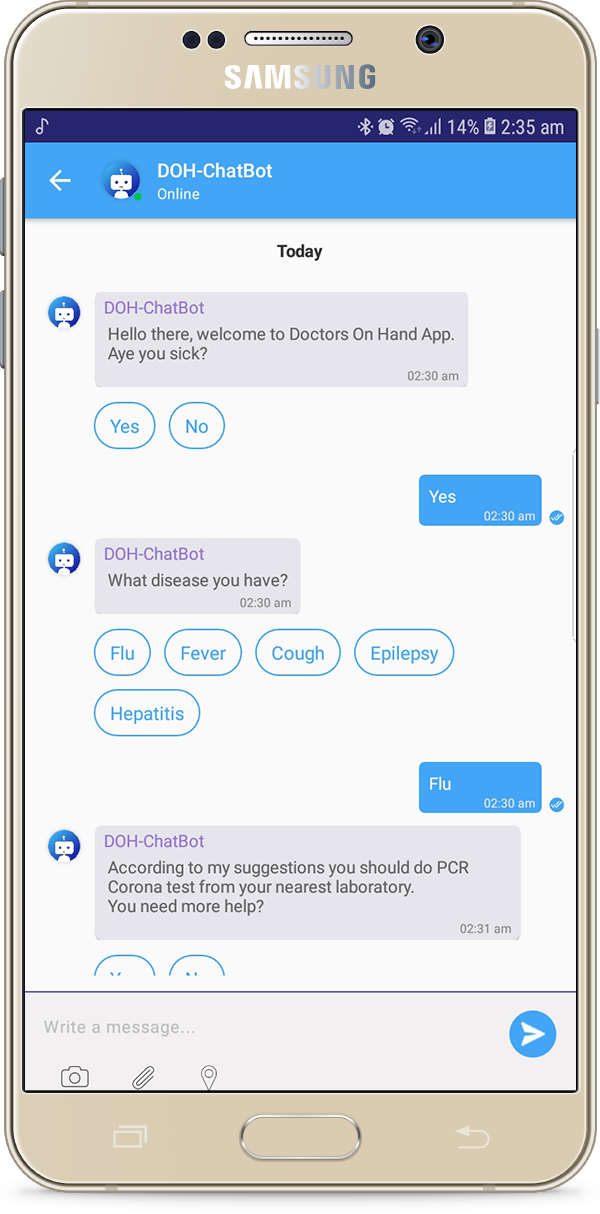 SAMSUNG
14% 2:35 am
DOH-ChatBot
Online
Today
DOH-ChatBot
Hello there, welcome to Doctors On Hand App.
Aye you sick?
02:30 am
Yes No
Yes
02:30 am
DOH-ChatBot
What disease you have?
02:30 am
Flu Fever Cough Epilepsy
Hepatitis
Flu
02:30 am
DOH-ChatBot
According to my suggestions you should do PCR
Corona test from your nearest laboratory.
You need more help?
02:31 am
Write a message...